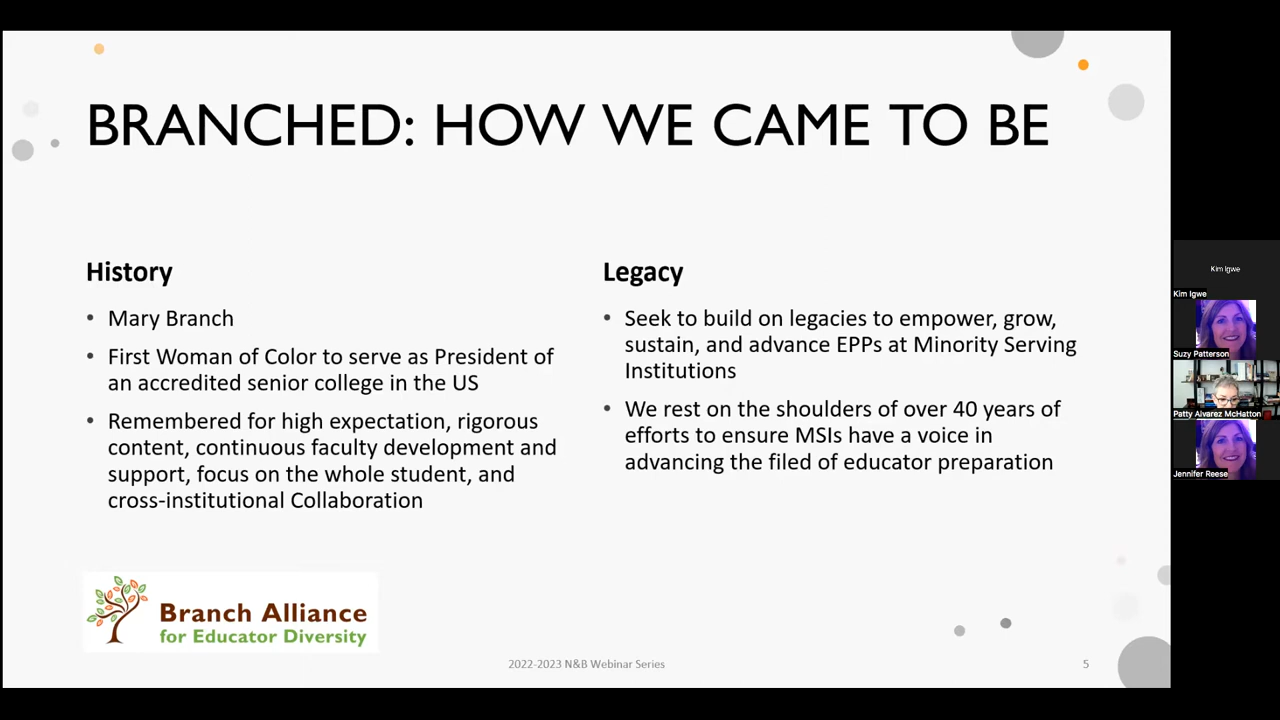 BRANCHED: HOW WE CAME TO BE
History
• Mary Branch
• First Woman of Color to serve as President of
an accredited senior college in the US
• Remembered for high expectation, rigorous
content, continuous faculty development and
support, focus on the whole student, and
cross-institutional Collaboration
Legacy
• Seek to build on legacies to empower, grow,
sustain, and advance EPPs at Minority Serving
Institutions
• We rest on the shoulders of over 40 years of
efforts to ensure MSIs have a voice in
advancing the filed of educator preparation
Branch Alliance
for Educator Diversity
2022-2023 N&B Webinar Series
5
Kim Igwe
Kim Igwe
Suzy Patterson
Patty Alvarez McHatton
Jennifer Reese